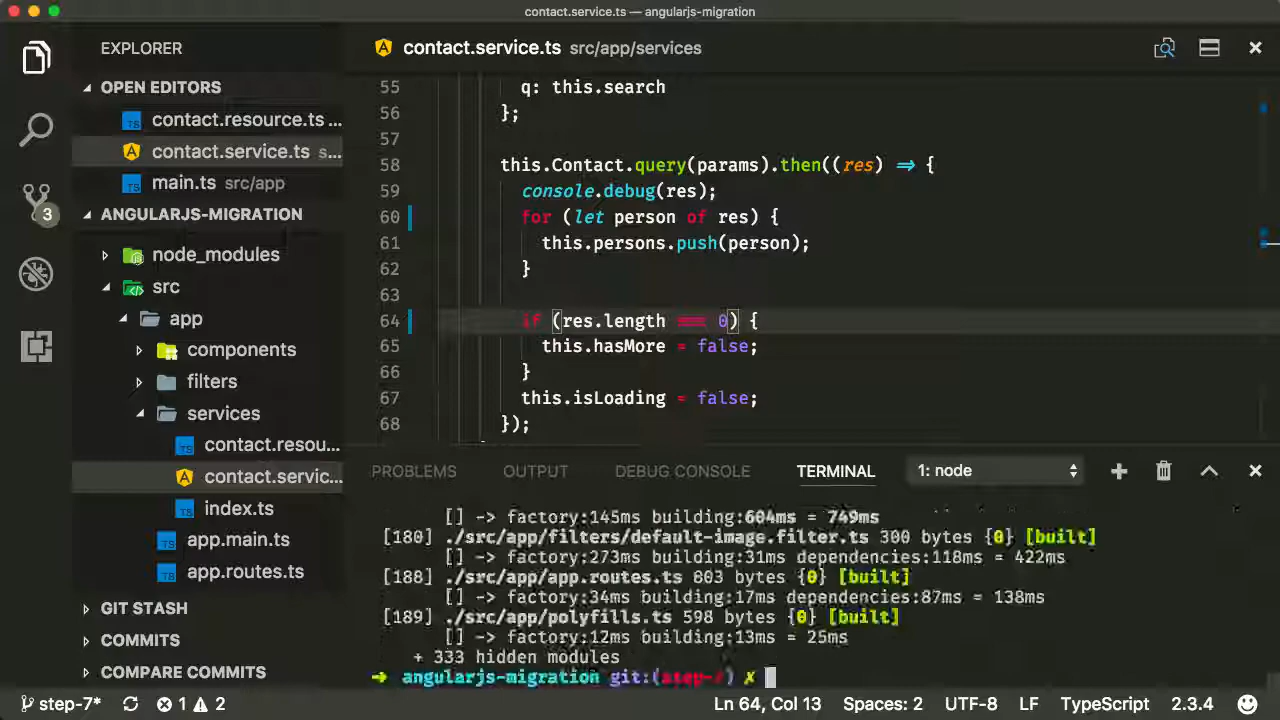 contact.service.ts — angularjs-migration
EXPLORER
OPEN EDITORS
contact.resource.ts ...
contact.service.ts s...
main.ts src/app
3
ANGULARJS-MIGRATION
node_modules
src
app
components
filters
services
contact.resou...
contact.servic...
index.ts
app.main.ts
app.routes.ts
GIT STASH
COMMITS
COMPARE COMMITS
contact.service.ts src/app/services
55 q: this.search
56 };
57
58 this.Contact.query(params).then((res) => {
59 console.debug(res);
60 for (let person of res) {
61 this.persons.push(person);
62 }
63
64 if (res.length === 0) {
65 this.hasMore = false;
66 }
67 this.isLoading = false;
68 });
PROBLEMS OUTPUT DEBUG CONSOLE TERMINAL 1: node
[] -> factory:145ms building:604ms = 749ms
[180] ./src/app/filters/default-image.filter.ts 300 bytes {0} [built]
[] -> factory:273ms building:31ms dependencies:118ms = 422ms
[188] ./src/app/app.routes.ts 803 bytes {0} [built]
[] -> factory:34ms building:17ms dependencies:87ms = 138ms
[189] ./src/app/polyfills.ts 598 bytes {0} [built]
[] -> factory:12ms building:13ms = 25ms
+ 333 hidden modules
➜ angularjs-migration git:(step-7) ✗
step-7* 1 2 Ln 64, Col 13 Spaces: 2 UTF-8 LF TypeScript 2.3.4